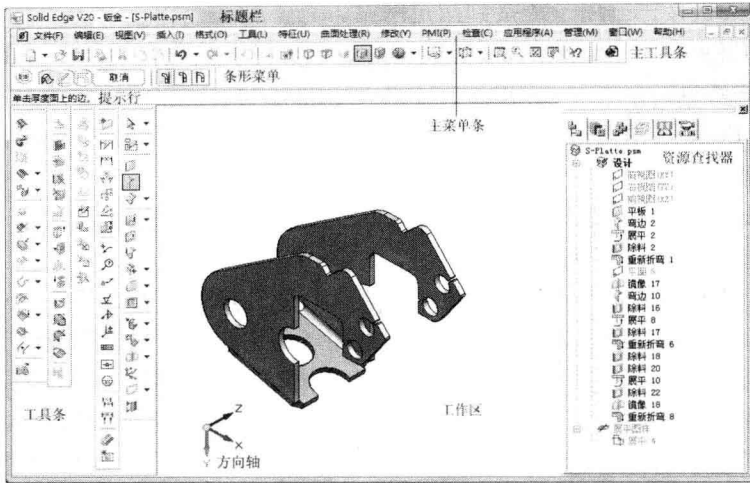 Solid Edge V20 - 钣金 - [S-Platte.psm] 标题栏
文件(F) 编辑(E) 视图(V) 插入(I) 格式(O) 工具(L) 特征(U) 曲面处理(R) 修改(Y) PMI(P) 检查(C) 应用程序(A) 管理(M) 窗口(W) 帮助(H)
主工具条
取消 条形菜单
单击厚度面上的边。 提示行
主菜单条
资源查找器
S-Platte.psm
设计
平板 1
弯边 2
展平 2
除料 2
重新折弯 1
镜像 17
弯边 10
除料 16
展平 8
除料 17
重新折弯 6
除料 18
除料 20
展平 10
除料 22
镜像 18
重新折弯 8
工具条
工作区
Z
X
Y 方向轴